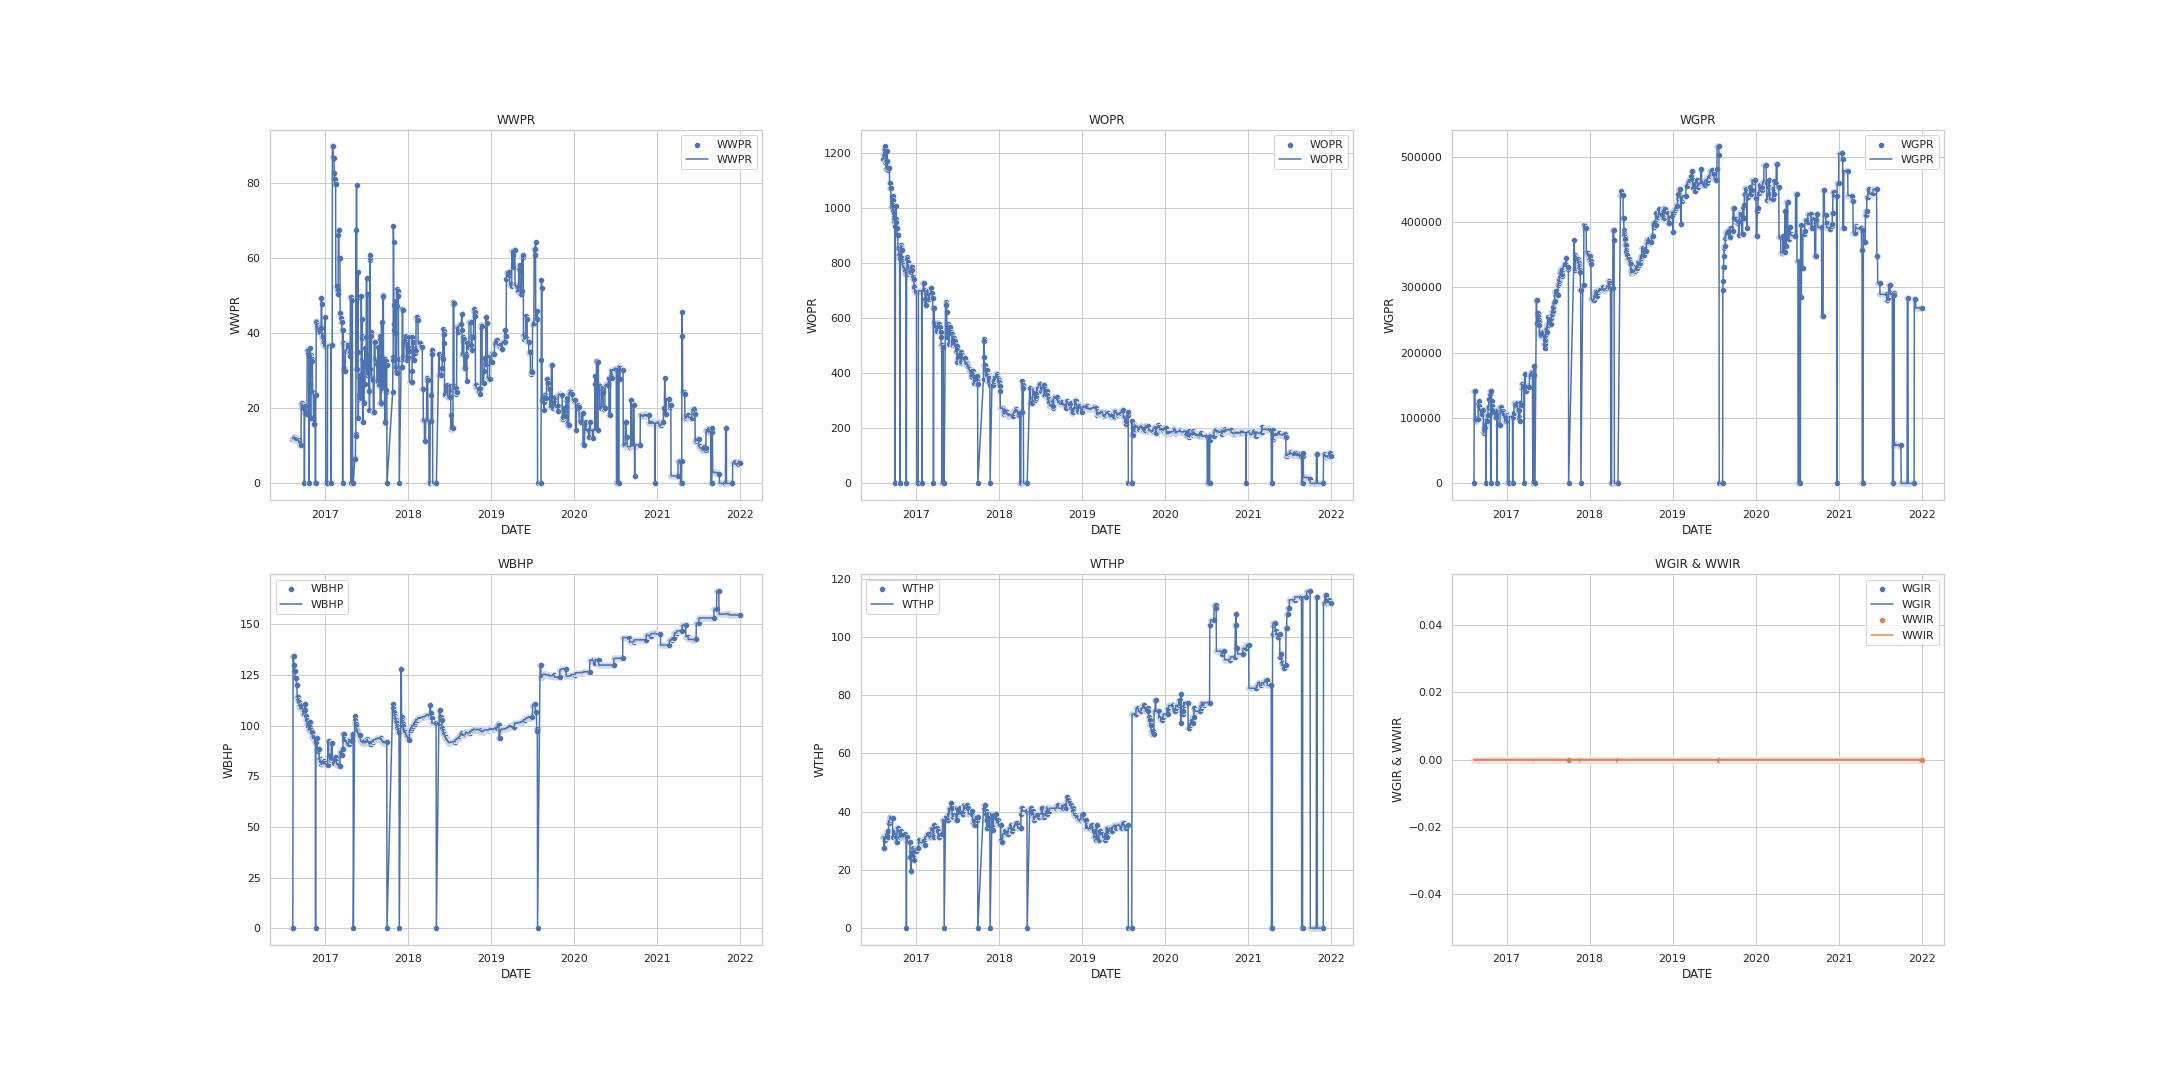 WWPR
WWPR
WWPR
80
60
40
20
0
WWPR
2017 2018 2019 2020 2021 2022
DATE
WOPR
WOPR
WOPR
1200
1000
800
600
400
200
0
WOPR
2017 2018 2019 2020 2021 2022
DATE
WGPR
WGPR
WGPR
500000
400000
300000
200000
100000
0
WGPR
2017 2018 2019 2020 2021 2022
DATE
WBHP
WBHP
WBHP
150
125
100
75
50
25
0
WBHP
2017 2018 2019 2020 2021 2022
DATE
WTHP
WTHP
WTHP
120
100
80
60
40
20
0
WTHP
2017 2018 2019 2020 2021 2022
DATE
WGIR & WWIR
WGIR
WGIR
WWIR
WWIR
0.04
0.02
0.00
−0.02
−0.04
WGIR & WWIR
2017 2018 2019 2020 2021 2022
DATE